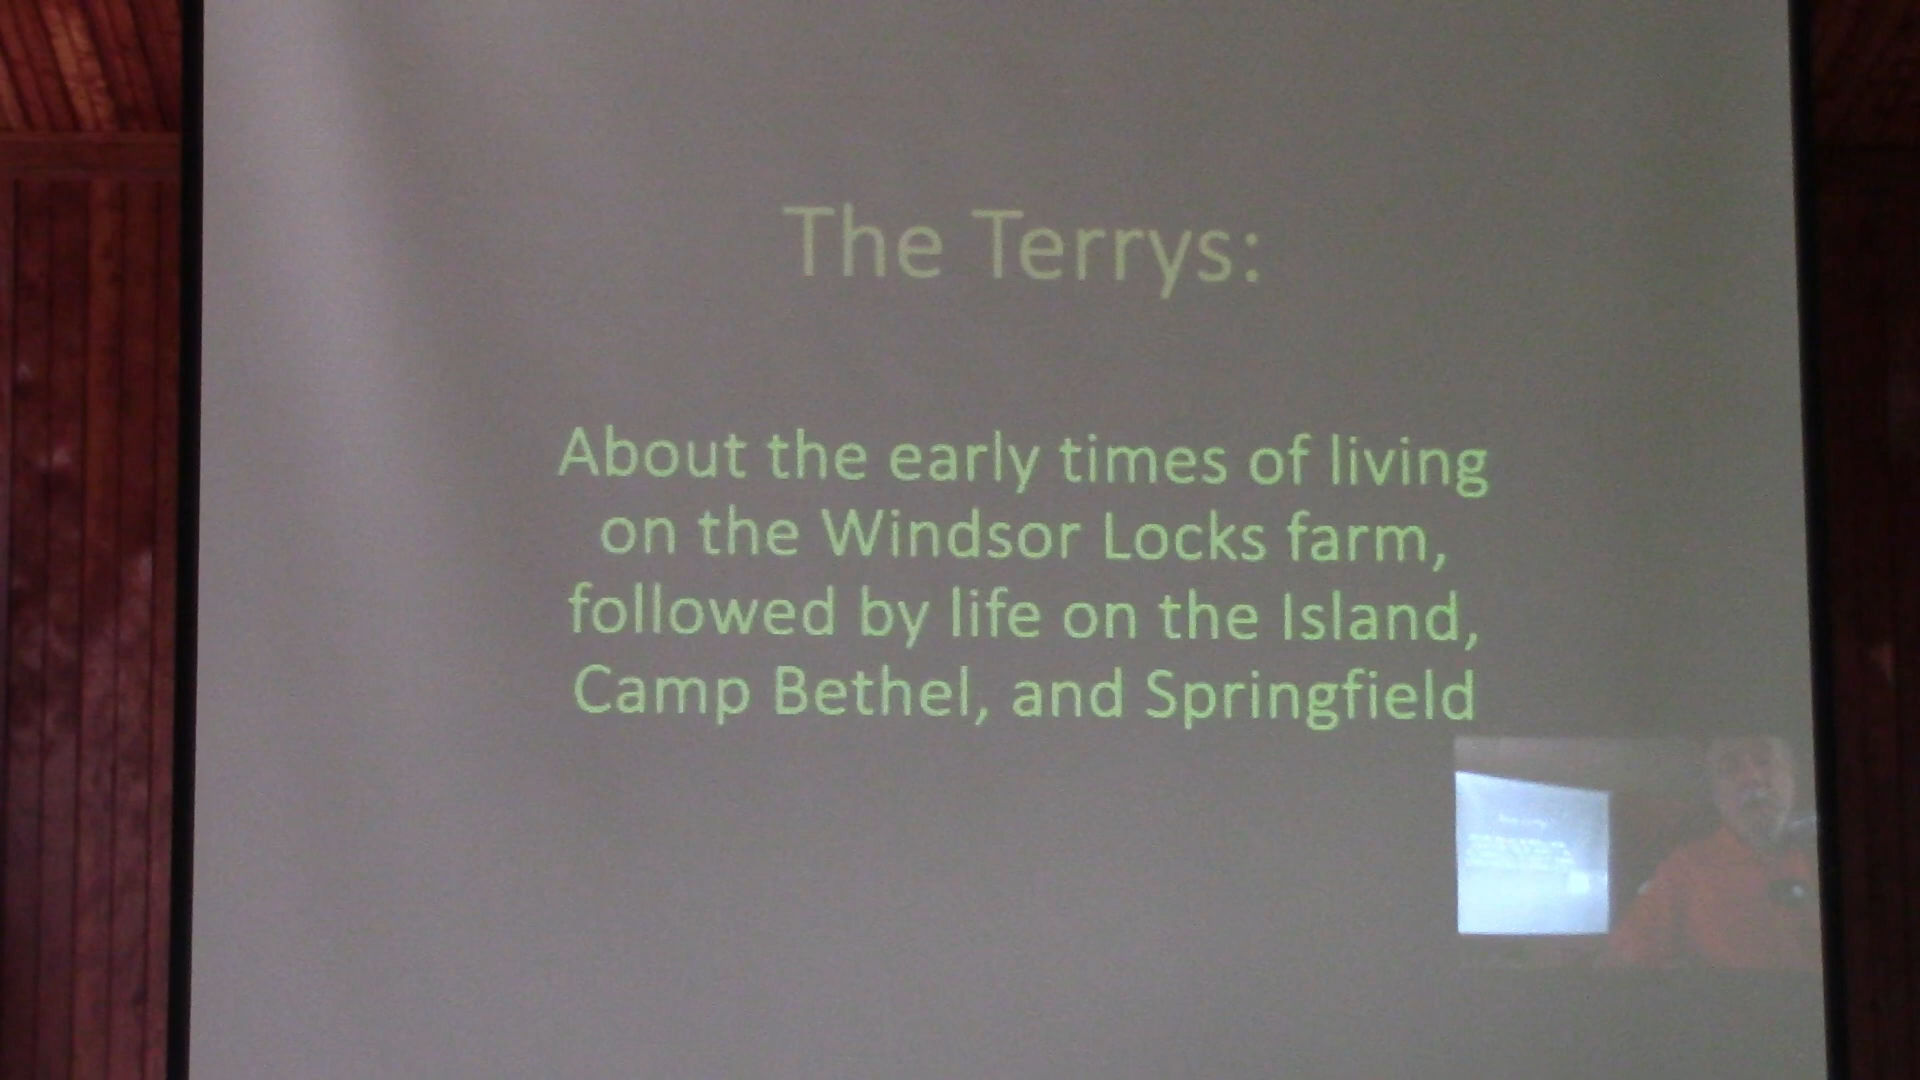 The Terrys:
About the early times of living
on the Windsor Locks farm,
followed by life on the Island,
Camp Bethel, and Springfield